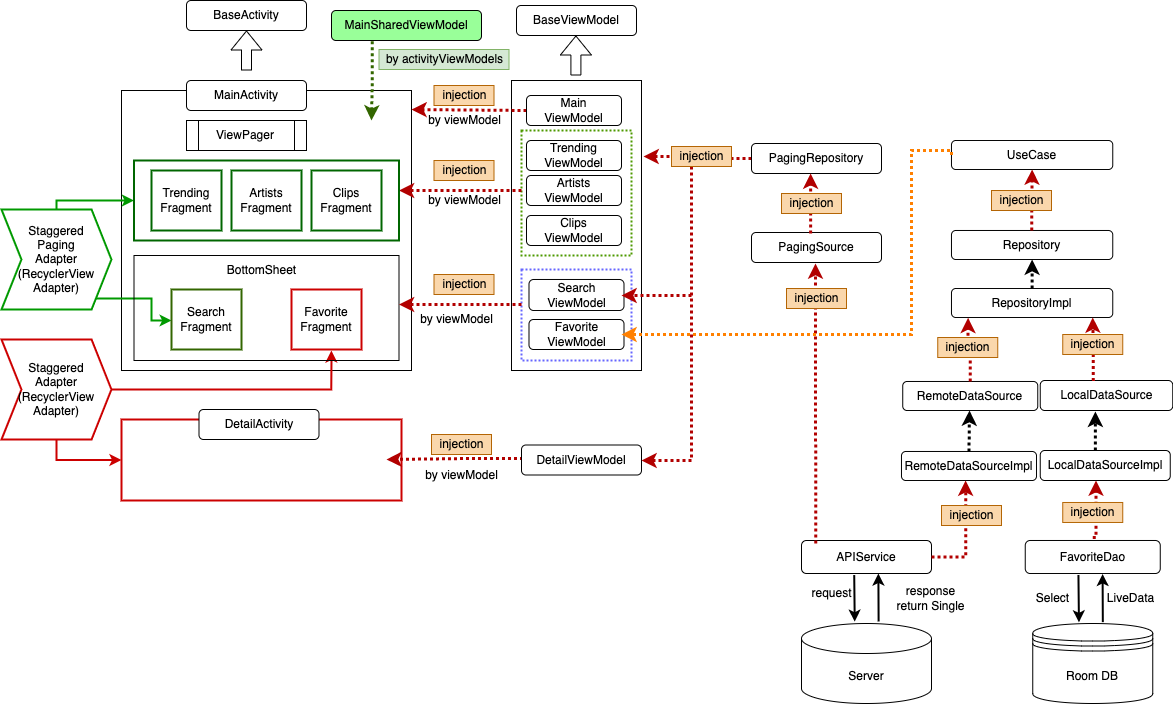 BaseActivity
MainSharedViewModel
BaseViewModel
by activityViewModels
MainActivity
injection
by viewModel
Main
ViewModel
ViewPager
Trending
ViewModel
injection
PagingRepository
UseCase
Trending
Fragment
Artists
Fragment
Clips
Fragment
injection
by viewModel
Artists
ViewModel
injection
injection
Clips
ViewModel
Staggered
Paging
Adapter
(RecyclerView
Adapter)
PagingSource
Repository
BottomSheet
injection
by viewModel
Search
ViewModel
injection
RepositoryImpl
Search
Fragment
Favorite
Fragment
Favorite
ViewModel
injection
injection
Staggered
Adapter
(RecyclerView
Adapter)
RemoteDataSource
LocalDataSource
DetailActivity
injection
by viewModel
DetailViewModel
RemoteDataSourceImpl
LocalDataSourceImpl
injection
injection
APIService
FavoriteDao
request
response
return Single
Select
LiveData
Server
Room DB